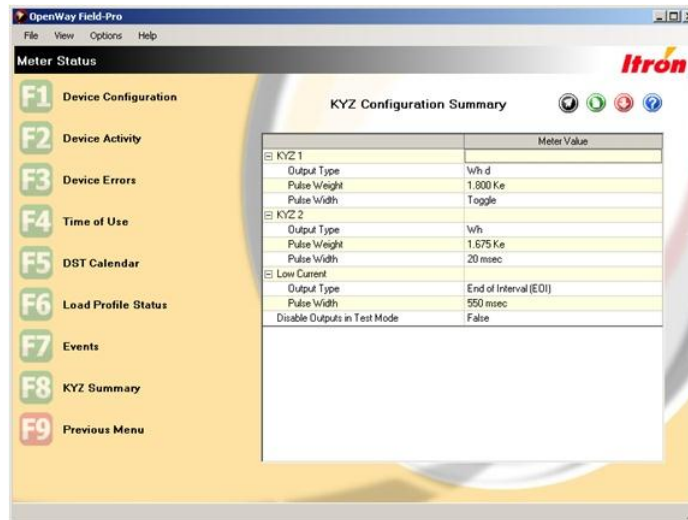 OpenWay Field-Pro
File View Options Help
Meter Status
Itrón
F1 Device Configuration
F2 Device Activity
F3 Device Errors
F4 Time of Use
F5 DST Calendar
F6 Load Profile Status
F7 Events
F8 KYZ Summary
F9 Previous Menu
KYZ Configuration Summary
Meter Value
KYZ 1
Output Type Wh d
Pulse Weight 1.800 Ke
Pulse Width Toggle
KYZ 2
Output Type Wh
Pulse Weight 1.675 Ke
Pulse Width 20 msec
Low Current
Output Type End of Interval (EOI)
Pulse Width 550 msec
Disable Outputs in Test Mode False